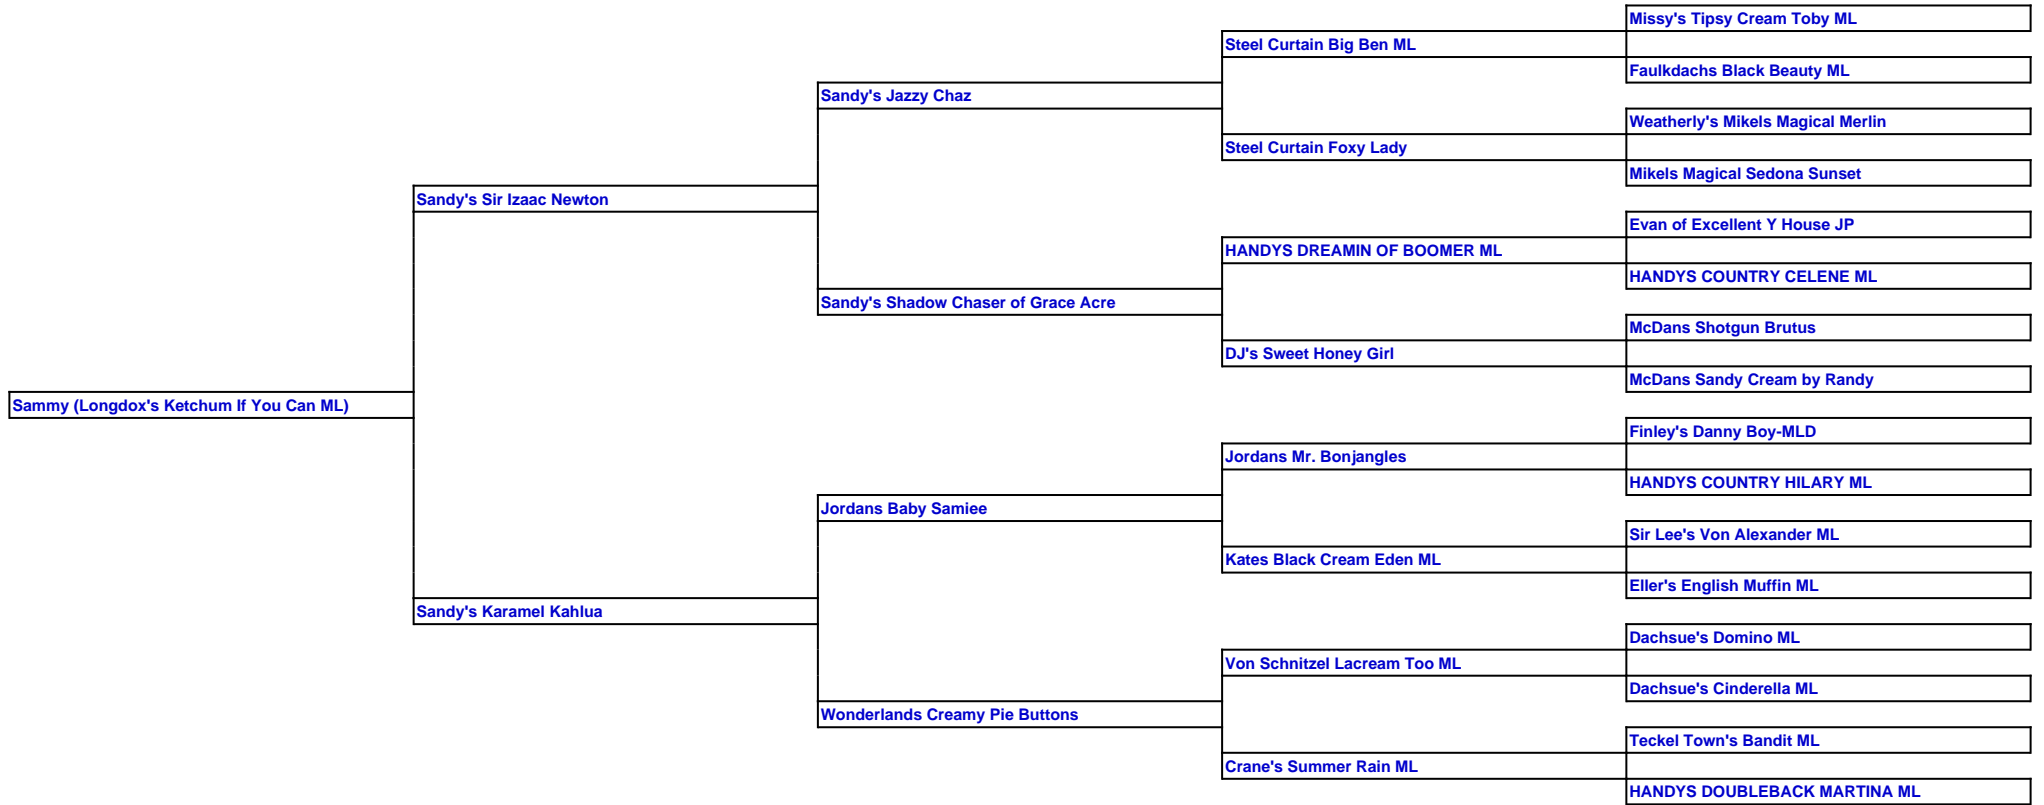 Missy's Tipsy Cream Toby ML
Steel Curtain Big Ben ML
Faulkdachs Black Beauty ML
Sandy's Jazzy Chaz
Weatherly's Mikels Magical Merlin
Steel Curtain Foxy Lady
Mikels Magical Sedona Sunset
Sandy's Sir Izaac Newton
Evan of Excellent Y House JP
HANDYS DREAMIN OF BOOMER ML
HANDYS COUNTRY CELENE ML
Sandy's Shadow Chaser of Grace Acre
McDans Shotgun Brutus
DJ's Sweet Honey Girl
McDans Sandy Cream by Randy
Sammy (Longdox's Ketchum If You Can ML)
Finley's Danny Boy-MLD
Jordans Mr. Bonjangles
HANDYS COUNTRY HILARY ML
Jordans Baby Samiee
Sir Lee's Von Alexander ML
Kates Black Cream Eden ML
Eller's English Muffin ML
Sandy's Karamel Kahlua
Dachsue's Domino ML
Von Schnitzel Lacream Too ML
Dachsue's Cinderella ML
Wonderlands Creamy Pie Buttons
Teckel Town's Bandit ML
Crane's Summer Rain ML
HANDYS DOUBLEBACK MARTINA ML